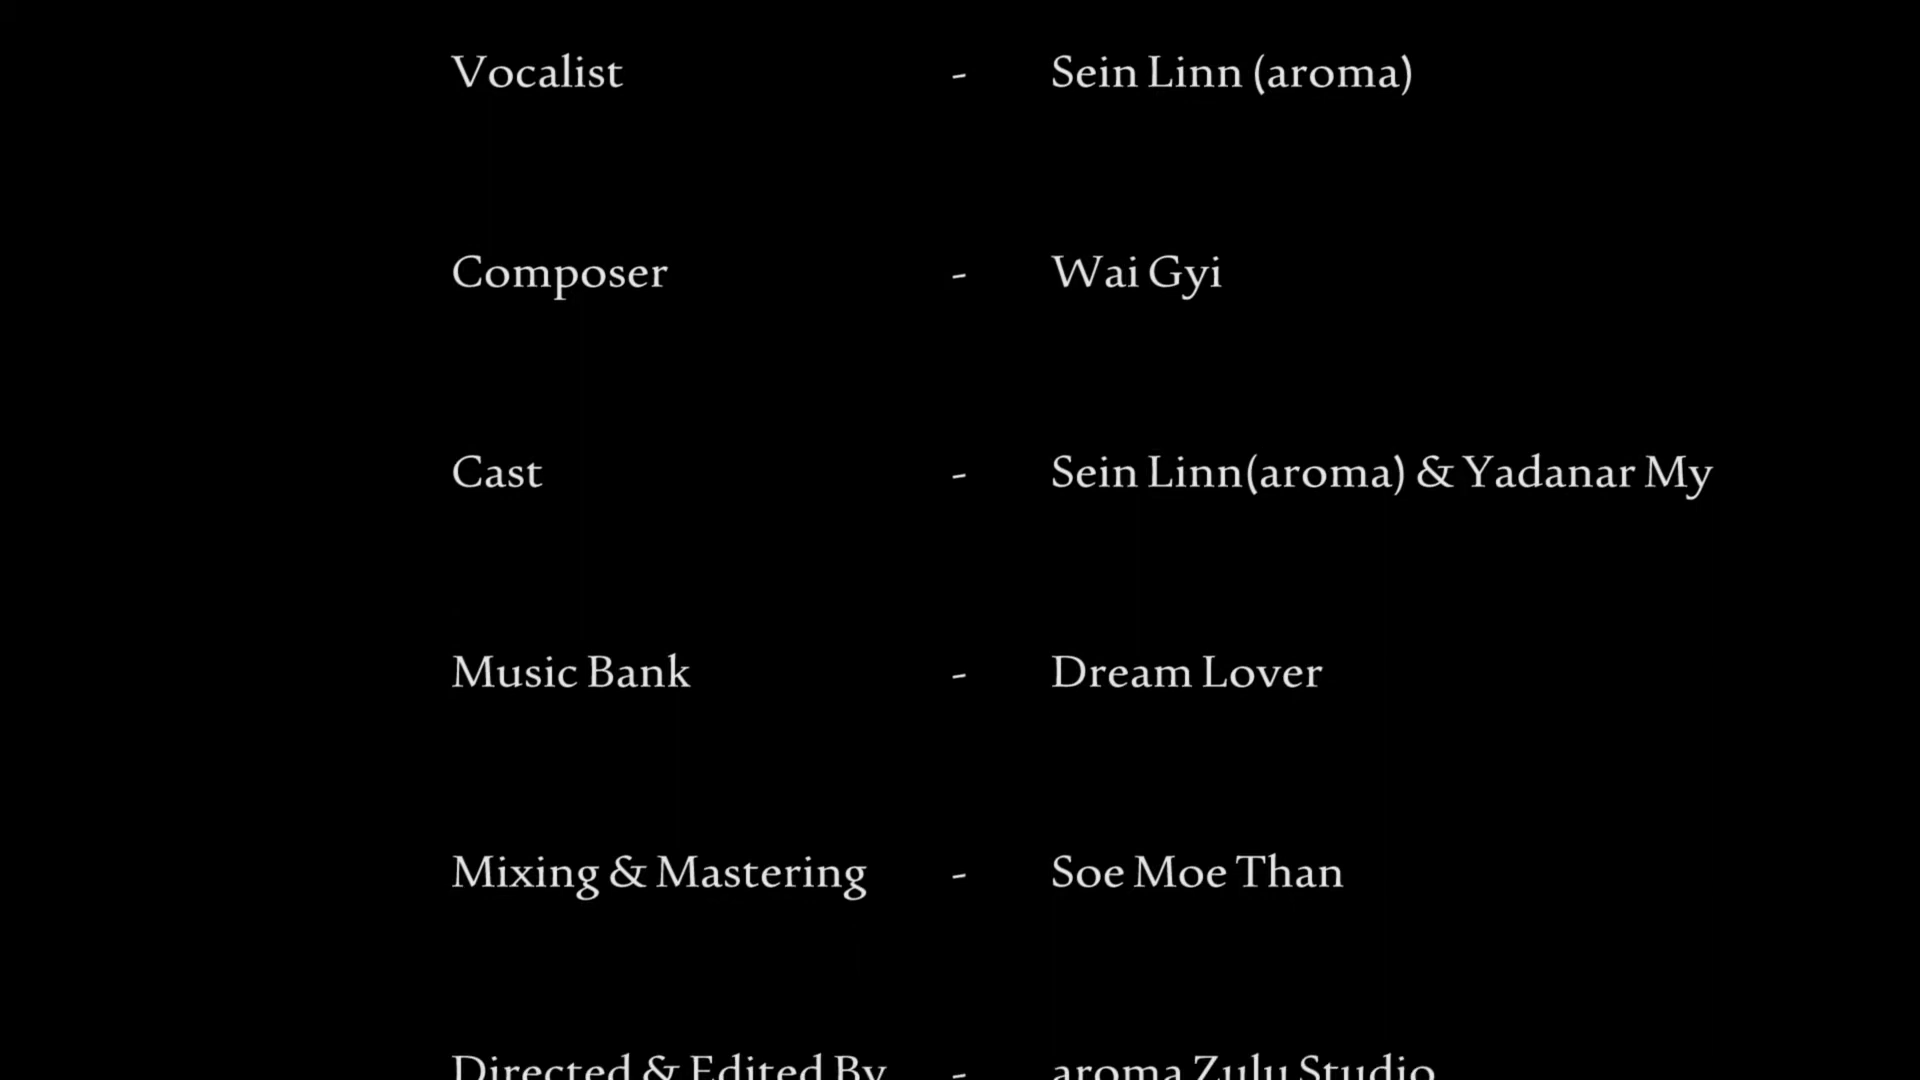 Vocalist - Sein Linn (aroma)
Composer - Wai Gyi
Cast - Sein Linn(aroma) & Yadanar My
Music Bank - Dream Lover
Mixing & Mastering - Soe Moe Than
Directed & Edited By - aroma Zulu Studio